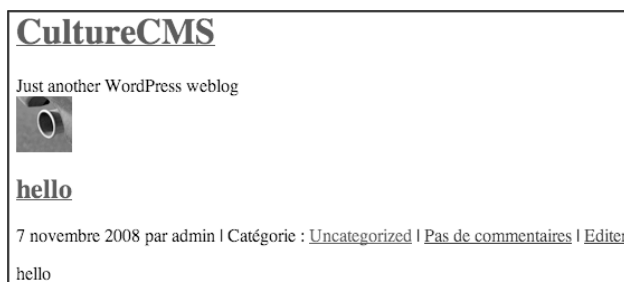 CultureCMS
Just another WordPress weblog
hello
7 novembre 2008 par admin | Catégorie : Uncategorized | Pas de commentaires | Editer
hello